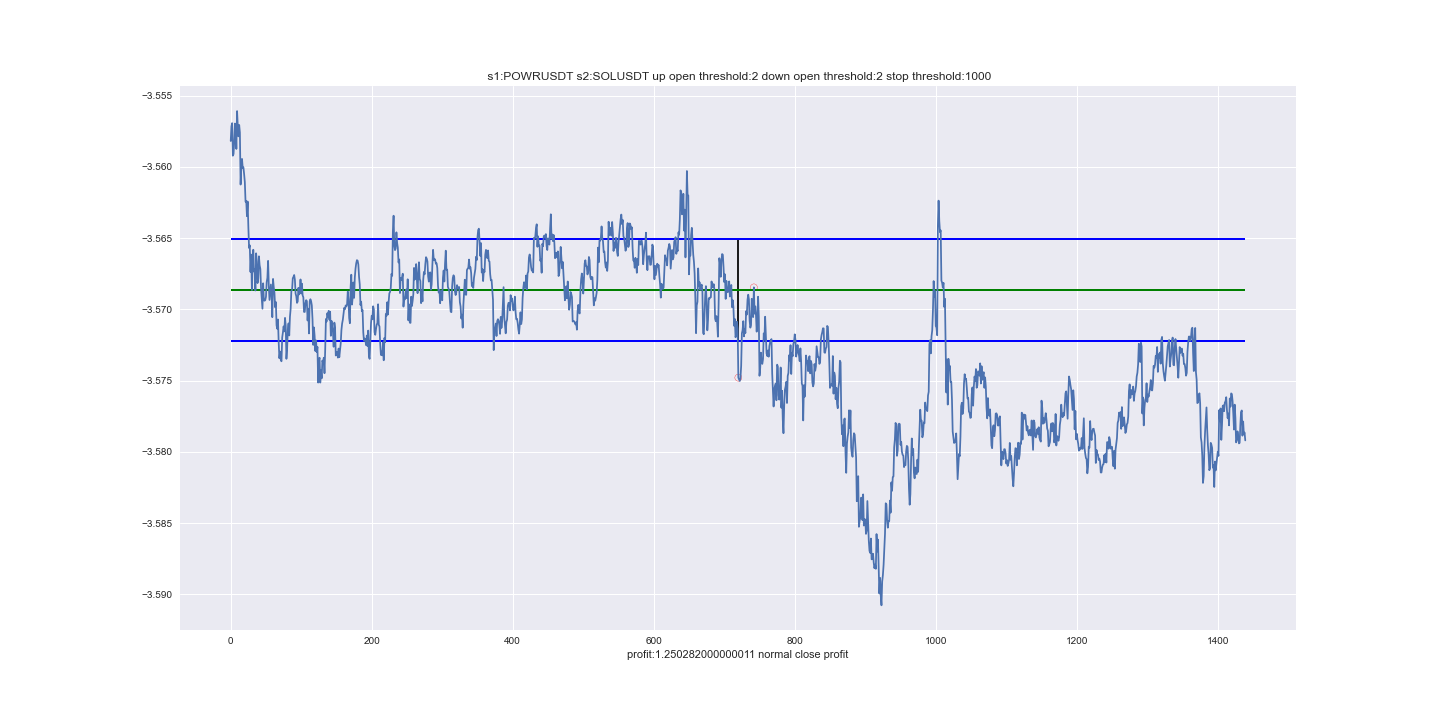 s1:POWRUSDT s2:SOLUSDT up open threshold:2 down open threshold:2 stop threshold:1000
−3.555
−3.560
−3.565
−3.570
−3.575
−3.580
−3.585
−3.590
0 200 400 600 800 1000 1200 1400
profit:1.250282000000011 normal close profit